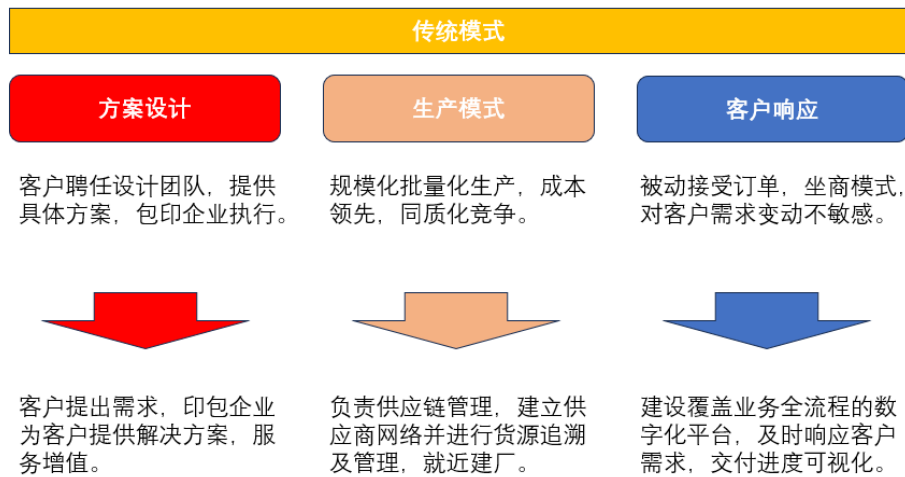 传统模式
方案设计
生产模式
客户响应
客户聘任设计团队，提供
具体方案，包印企业执行。
规模化批量化生产，成本
领先，同质化竞争。
被动接受订单，坐商模式，
对客户需求变动不敏感。
客户提出需求，印包企业
为客户提供解决方案，服
务增值。
负责供应链管理，建立供
应商网络并进行货源追溯
及管理，就近建厂。
建设覆盖业务全流程的数
字化平台，及时响应客户
需求，交付进度可视化。